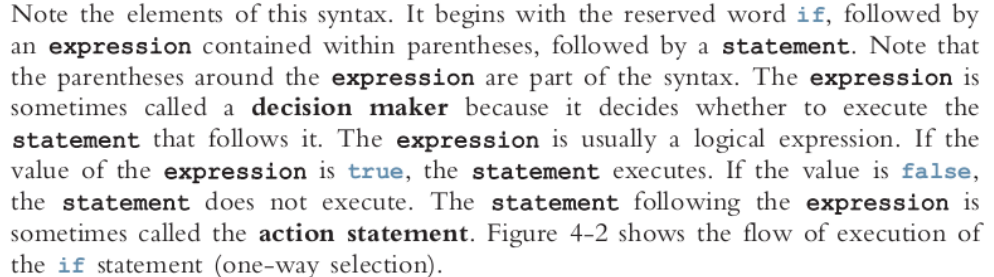 Note the elements of this syntax. It begins with the reserved word if, followed by
an expression contained within parentheses, followed by a statement. Note that
the parentheses around the expression are part of the syntax. The expression is
sometimes called a decision maker because it decides whether to execute the
statement that follows it. The expression is usually a logical expression. If the
value of the expression is true, the statement executes. If the value is false,
the statement does not execute. The statement following the expression is
sometimes called the action statement. Figure 4-2 shows the flow of execution of
the if statement (one-way selection).